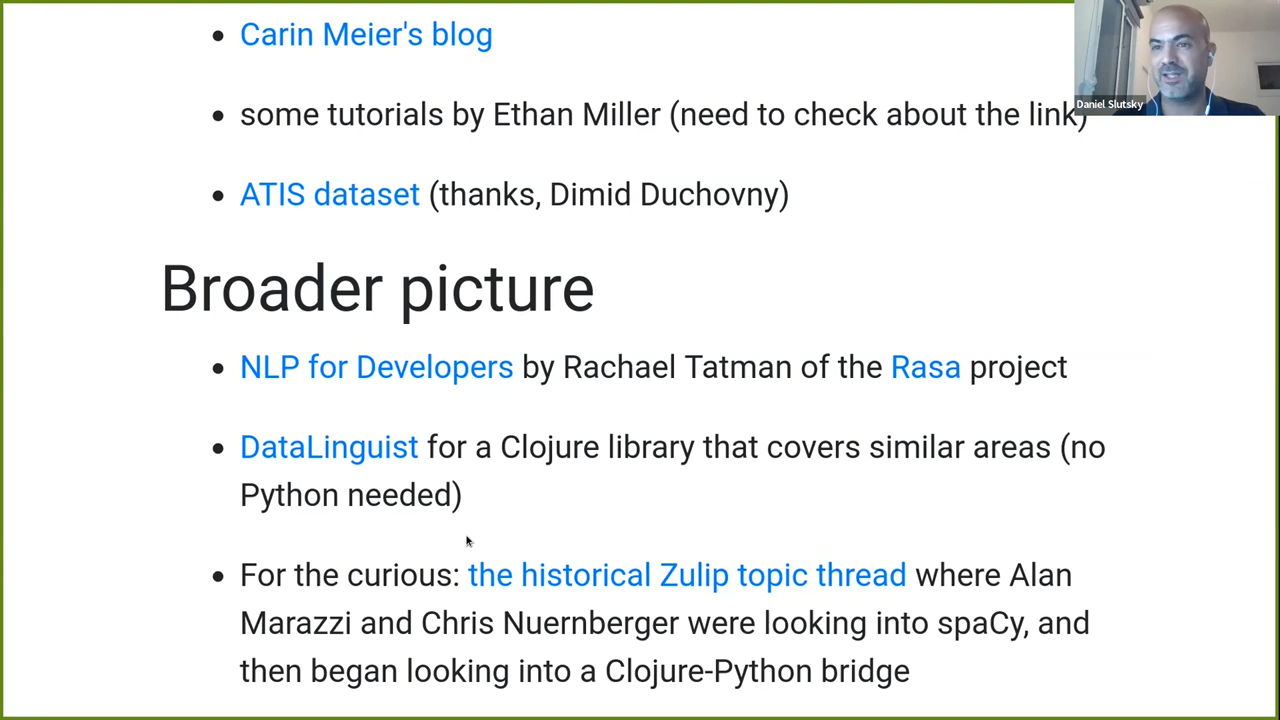 Carin Meier's blog
Daniel Slutsky
some tutorials by Ethan Miller (need to check about the link)
ATIS dataset (thanks, Dimid Duchovny)
Broader picture
NLP for Developers by Rachael Tatman of the Rasa project
DataLinguist for a Clojure library that covers similar areas (no
Python needed)
For the curious: the historical Zulip topic thread where Alan
Marazzi and Chris Nuernberger were looking into spaCy, and
then began looking into a Clojure-Python bridge